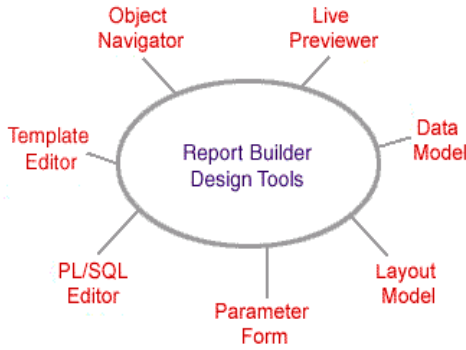 Object
Navigator
Live
Previewer
Template
Editor
Report Builder
Design Tools
Data
Model
PL/SQL
Editor
Parameter
Form
Layout
Model